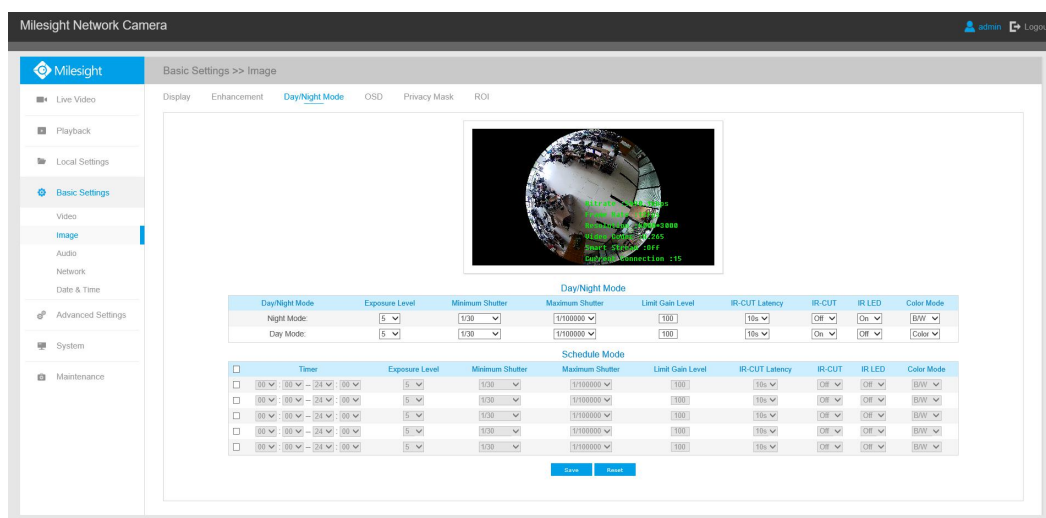 Milesight Network Camera
admin Logou
Milesight
Basic Settings >> Image
Live Video
Playback
Local Settings
Basic Settings
Video
Image
Audio
Network
Date & Time
Advanced Settings
System
Maintenance
Display Enhancement Day/Night Mode OSD Privacy Mask ROI
Smart Stream :Off
Current Connection :15
Day/Night Mode
Day/Night Mode Exposure Level Minimum Shutter Maximum Shutter Limit Gain Level IR-CUT Latency IR-CUT IR LED Color Mode
Night Mode: 5 1/30 1/100000 100 10s Off On B/W
Day Mode: 5 1/30 1/100000 100 10s On Off Color
Schedule Mode
Timer Exposure Level Minimum Shutter Maximum Shutter Limit Gain Level IR-CUT Latency IR-CUT IR LED Color Mode
00 : 00 – 24 : 00 5 1/30 1/100000 100 10s Off Off B/W
00 : 00 – 24 : 00 5 1/30 1/100000 100 10s Off Off B/W
00 : 00 – 24 : 00 5 1/30 1/100000 100 10s Off Off B/W
00 : 00 – 24 : 00 5 1/30 1/100000 100 10s Off Off B/W
00 : 00 – 24 : 00 5 1/30 1/100000 100 10s Off Off B/W
Save Reset